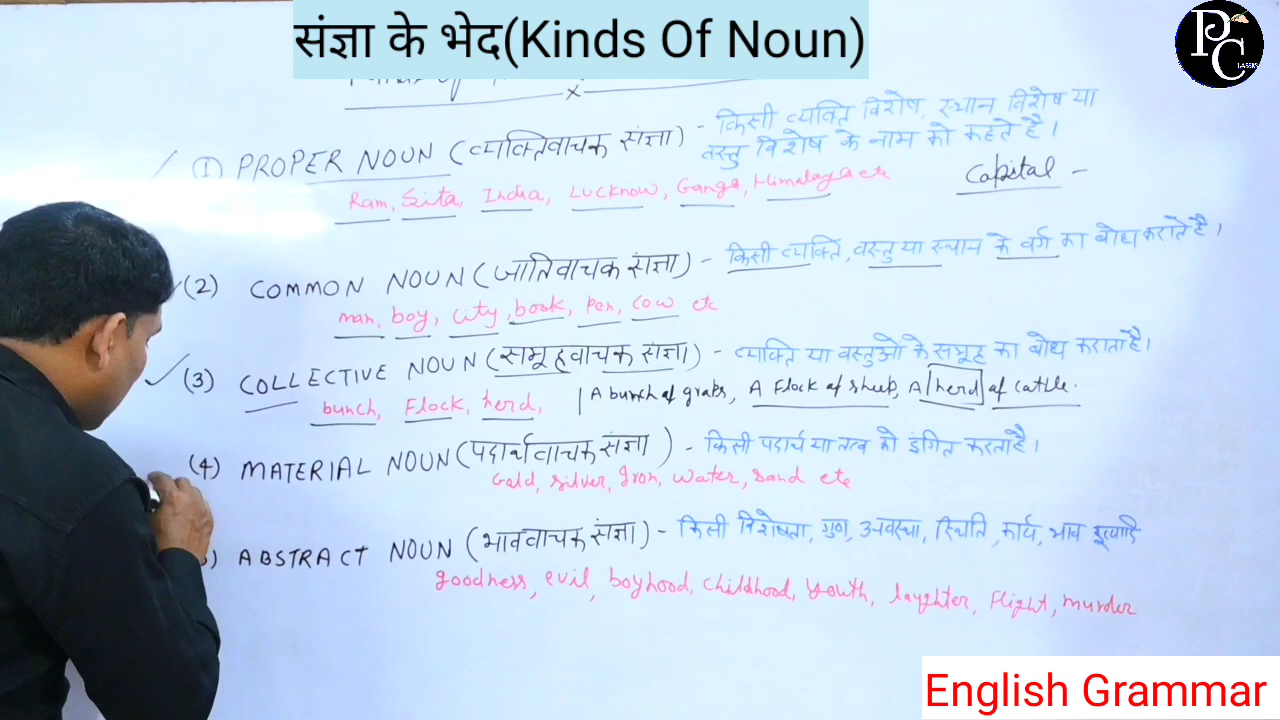 संज्ञा के भेद(Kinds Of Noun)
PC
CLASSES
x
(1) PROPER NOUN (व्यक्तिवाचक संज्ञा) - किसी व्यक्ति विशेष, स्थान विशेष या
वस्तु विशेष के नाम को कहते है।
Ram, Sita, India, Lucknow, Ganga, Himalaya etc
Capital -
(2) COMMON NOUN (जातिवाचक संज्ञा) - किसी व्यक्ति, वस्तु या स्थान के वर्ग का बोध कराते है।
man, boy, city, book, pen, cow etc
(3) COLLECTIVE NOUN (समूहवाचक संज्ञा) - व्यक्ति या वस्तुओ के समूह का बोध कराता है।
bunch, Flock, herd, | A bunch of graps, A Flock of sheep, A herd of cattle.
(4) MATERIAL NOUN (पदार्थवाचक संज्ञा) - किसी पदार्थ या तत्व को इंगित करता है।
Gold, silver, Iron, water, sand etc
) ABSTRACT NOUN (भाववाचक संज्ञा) - किसी विशेषता, गुण, अवस्था, स्थिति, कार्य, भाव इत्यादि
goodness, evil, boyhood, childhood, youth, laughter, Flight, murder
English Grammar